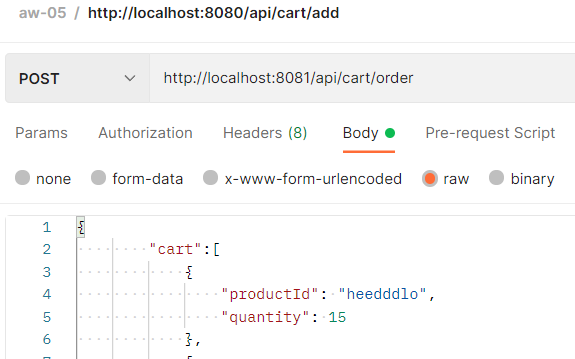 aw-05 / http://localhost:8080/api/cart/add
POST http://localhost:8081/api/cart/order
Params Authorization Headers (8) Body Pre-request Script
none form-data x-www-form-urlencoded raw binary
1 {
2 "cart":[
3 {
4 "productId": "heedddlo",
5 "quantity": 15
6 },